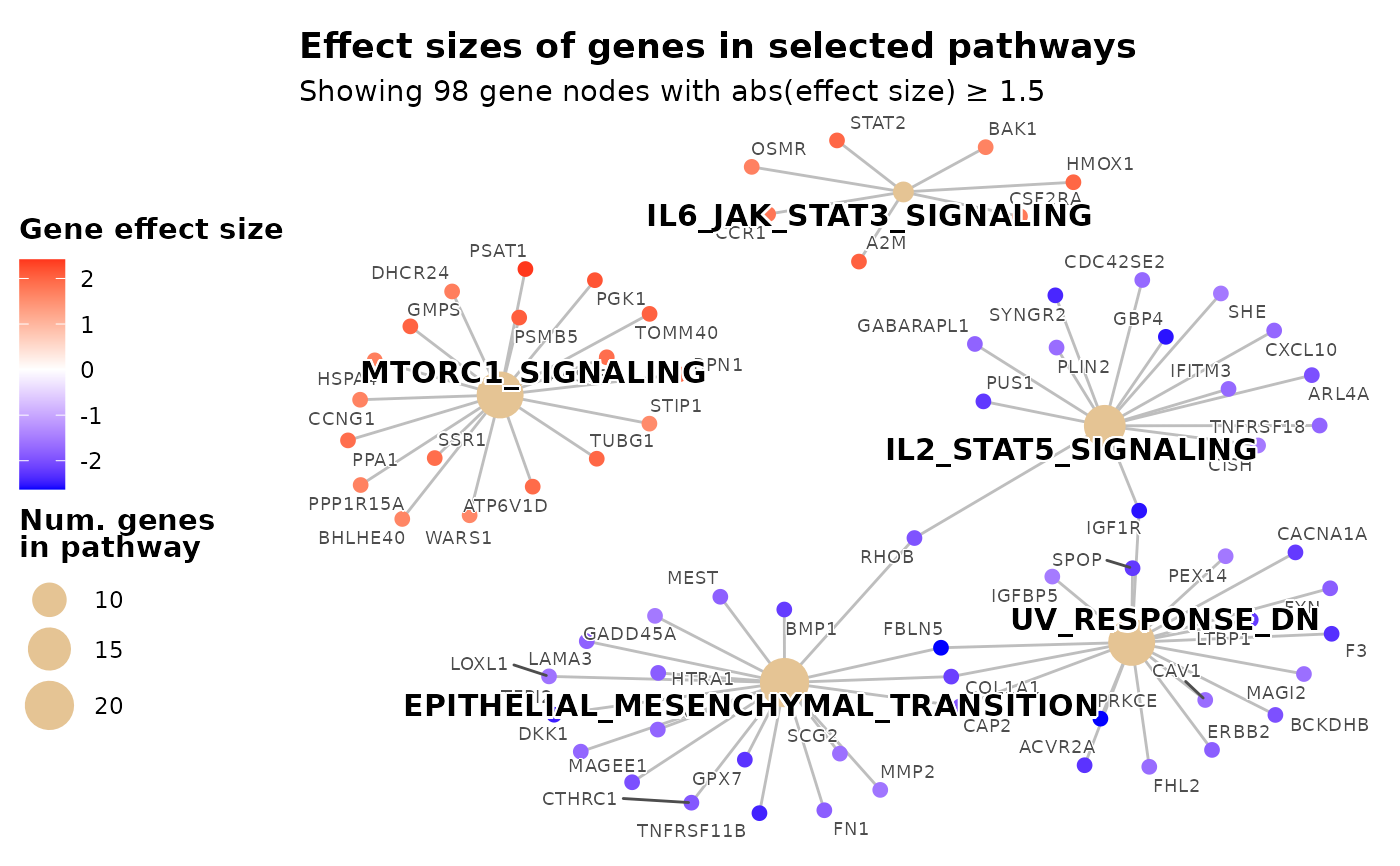 Effect sizes of genes in selected pathways
Showing 98 gene nodes with abs(effect size) ≥ 1.5
STAT2
BAK1
OSMR
HMOX1
CSF2RA
IL6_JAK_STAT3_SIGNALING
CCR1
A2M
Gene effect size
2
1
0
-1
-2
Num. genes
in pathway
10
15
20
PSAT1
DHCR24
PGK1
GMPS
PSMB5
TOMM40
MTORC1_SIGNALING
STIP1
CCNG1
SSR1
TUBG1
PPA1
PPP1R15A
ATP6V1D
BHLHE40
WARS1
CDC42SE2
SHE
SYNGR2
GBP4
GABARAPL1
CXCL10
PLIN2
IFITM3
PUS1
ARL4A
TNFRSF18
IL2_STAT5_SIGNALING
CISH
IGF1R
RHOB
CACNA1A
SPOP
PEX14
IGFBP5
UV_RESPONSE_DN
LTBP1
F3
CAV1
MAGI2
PRKCE
BCKDHB
ERBB2
ACVR2A
FHL2
MEST
BMP1
FBLN5
GADD45A
LOXL1
LAMA3
HTRA1
COL1A1
EPITHELIAL_MESENCHYMAL_TRANSITION
CAP2
DKK1
SCG2
MAGEE1
GPX7
MMP2
CTHRC1
TNFRSF11B
FN1